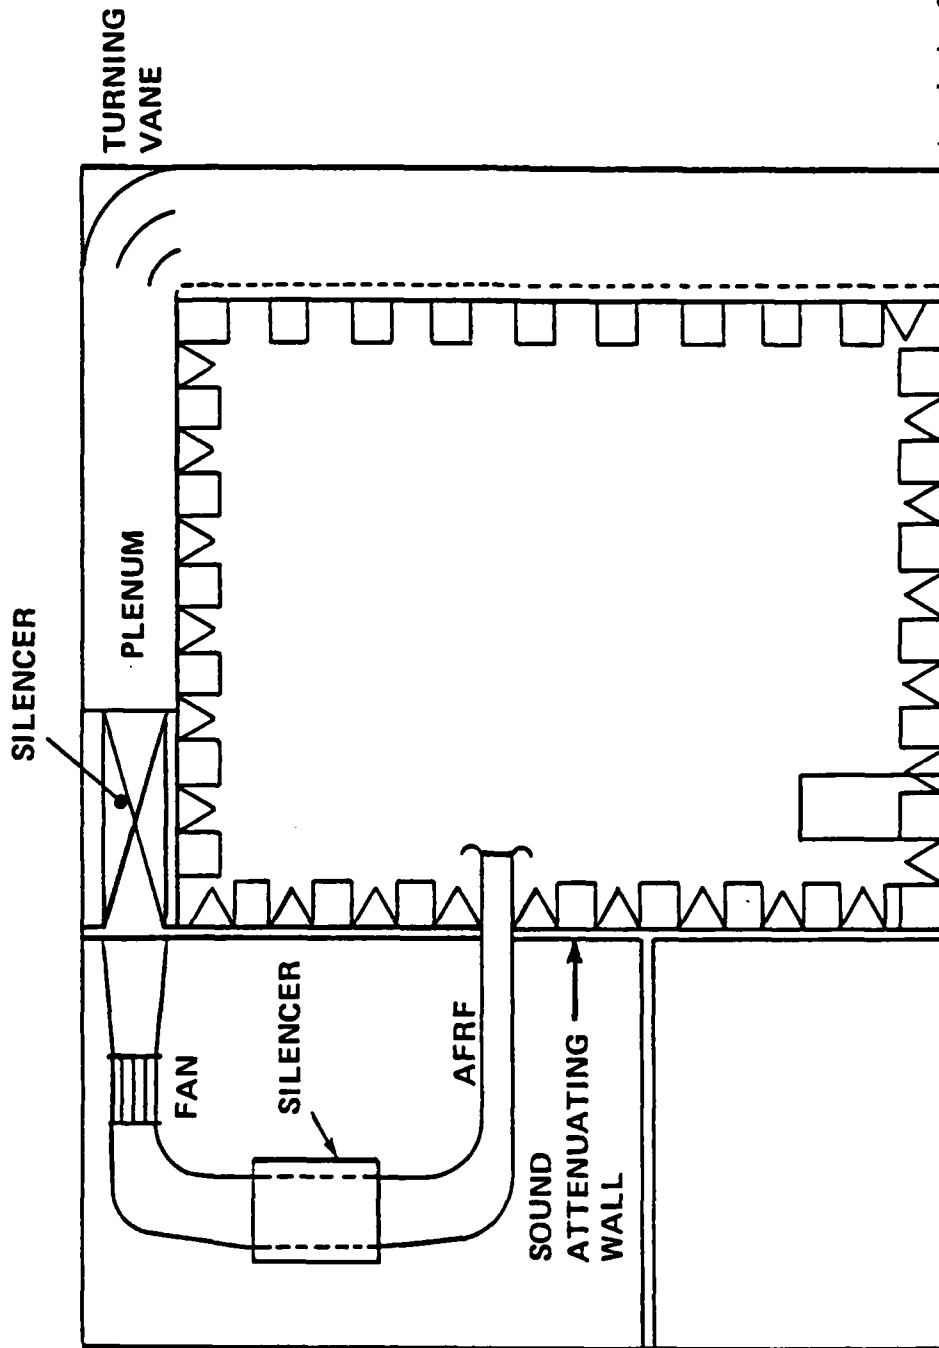 TURNING
VANE
SILENCER
PLENUM
FAN
SILENCER
AFRF
SOUND
ATTENUATING
WALL